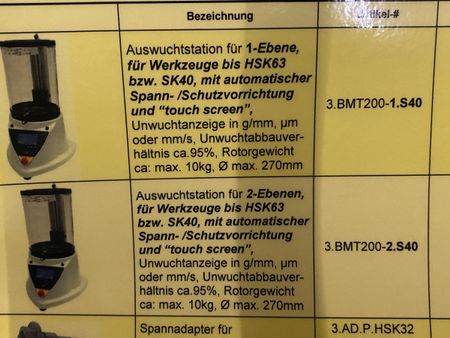 Bezeichnung
Artikel-#
Auswuchtstation für 1-Ebene,
für Werkzeuge bis HSK63
bzw. SK40, mit automatischer
Spann- /Schutzvorrichtung
und "touch screen",
Unwuchtanzeige in g/mm, µm
oder mm/s, Unwuchtabbauver-
hältnis ca.95%, Rotorgewicht
ca: max. 10kg, Ø max. 270mm
3.BMT200-1.S40
Auswuchtstation für 2-Ebenen,
für Werkzeuge bis HSK63
bzw. SK40, mit automatischer
Spann- /Schutzvorrichtung
und "touch screen",
Unwuchtanzeige in g/mm, µm
oder mm/s, Unwuchtabbauver-
hältnis ca.95%, Rotorgewicht
ca: max. 10kg, Ø max. 270mm
3.BMT200-2.S40
Spannadapter für
3.AD.P.HSK32